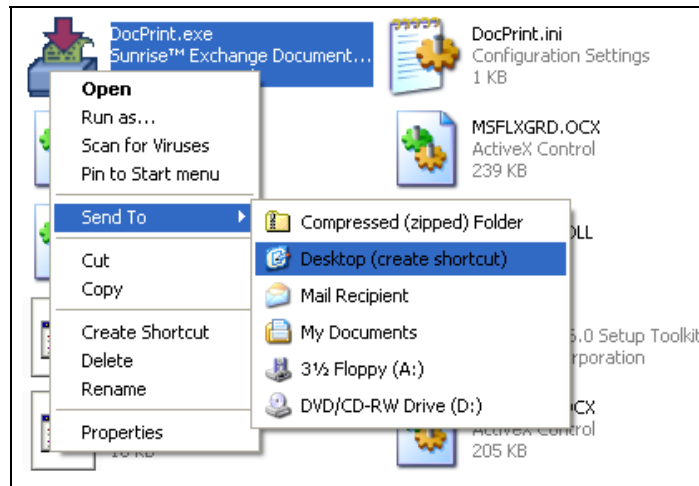 DocPrint.exe
Sunrise™ Exchange Document...
DocPrint.ini
Configuration Settings
1 KB
Open
Run as...
Scan for Viruses
Pin to Start menu
Send To
Cut
Copy
Create Shortcut
Delete
Rename
Properties
MSFLXGRD.OCX
ActiveX Control
239 KB
Compressed (zipped) Folder
Desktop (create shortcut)
Mail Recipient
My Documents
3½ Floppy (A:)
DVD/CD-RW Drive (D:)
.0 Setup Toolkit
ActiveX Control
205 KB